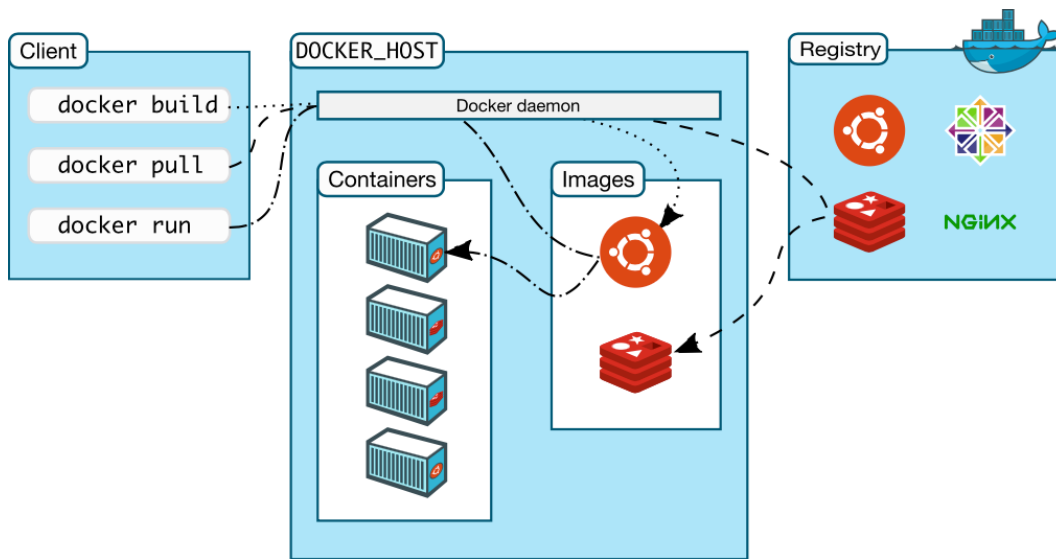 Client
docker build
docker pull
docker run
DOCKER_HOST
Docker daemon
Containers
Images
Registry
NGiNX